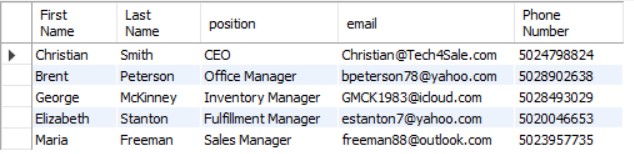 First Name Last Name position email Phone Number
Christian Smith CEO Christian@Tech4Sale.com 5024798824
Brent Peterson Office Manager bpeterson78@yahoo.com 5028902638
George McKinney Inventory Manager GMCK1983@icloud.com 5028493029
Elizabeth Stanton Fulfillment Manager estanton7@yahoo.com 5020046653
Maria Freeman Sales Manager freeman88@outlook.com 5023957735